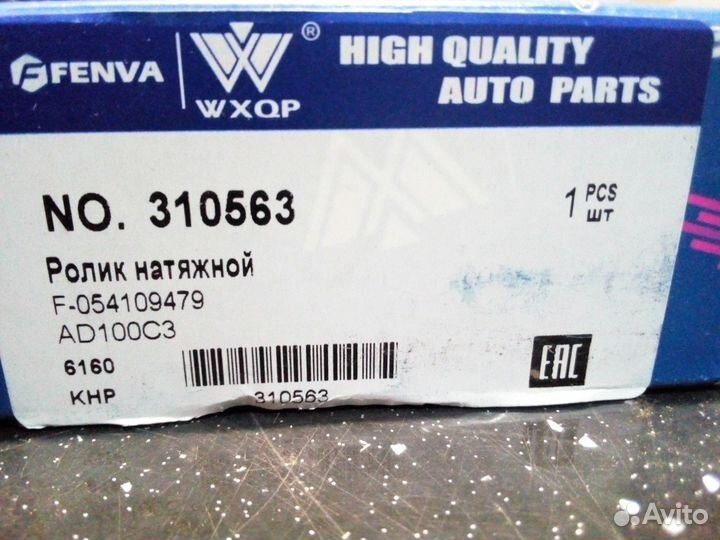 FENVA
WXQP ®
HIGH QUALITY
AUTO PARTS
NO. 310563
1 PCS
ШТ
Ролик натяжной
F-054109479
AD100C3
6160
КНР
310563
EAC
Avito